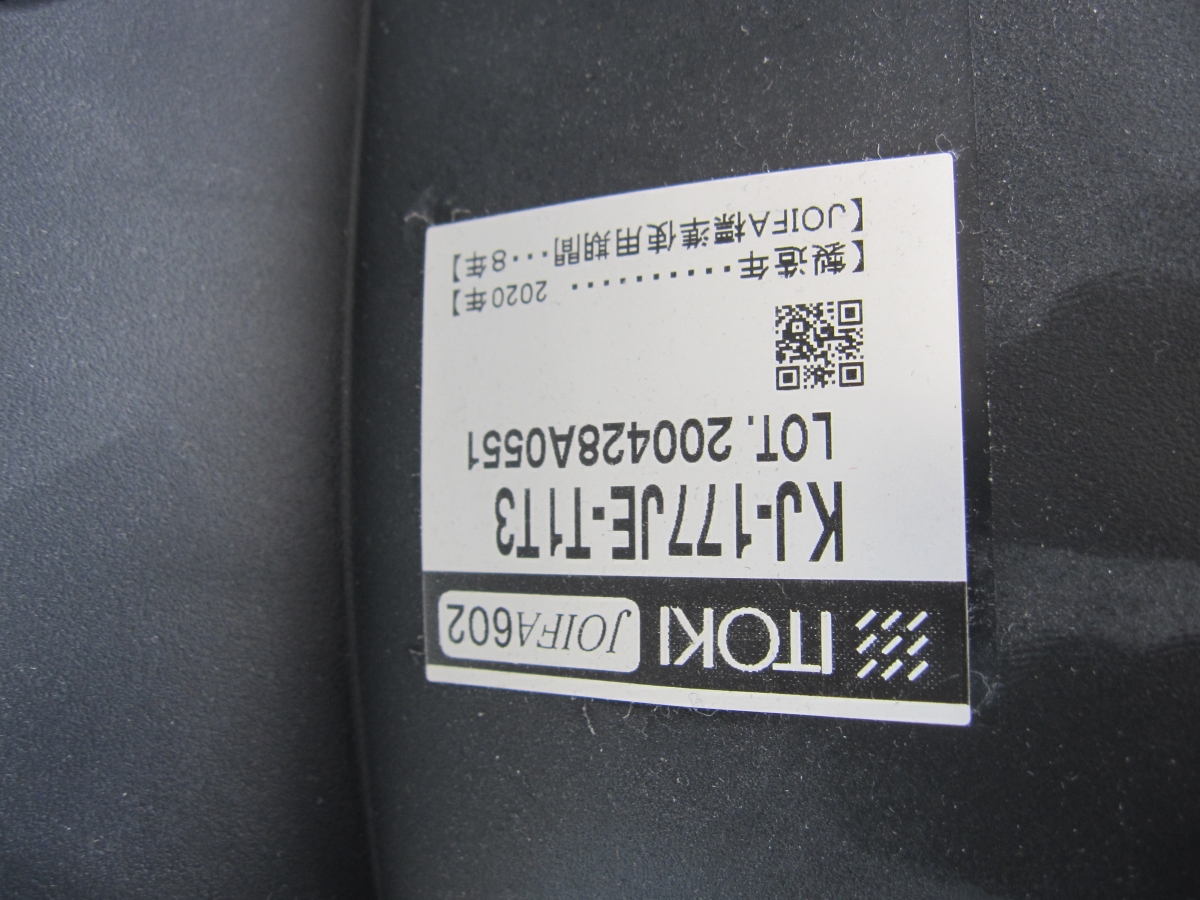 ITOKI JOIFA602
KJ-177JE-T1T3
LOT. 200428A0551
【製造年・・・・・・・・・ 2020年】
【JOIFA標準使用期間・・・8年】